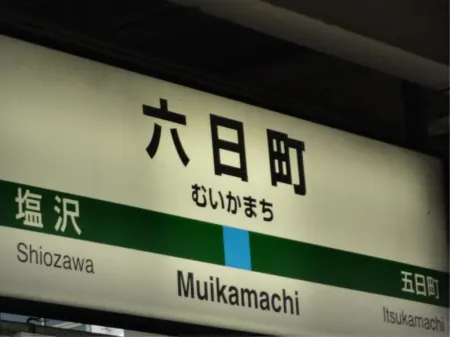 六日町
むいかまち
塩沢
五日町
Shiozawa
Muikamachi
Itsukamachi